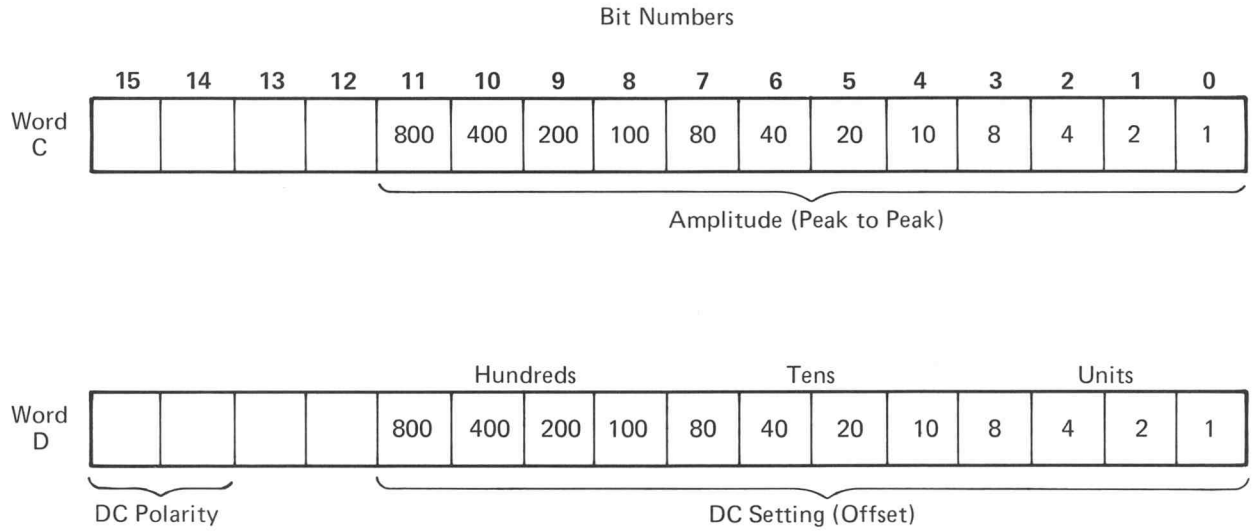 Bit Numbers
15 14 13 12 11 10 9 8 7 6 5 4 3 2 1 0
Word
C
800 400 200 100 80 40 20 10 8 4 2 1
Amplitude (Peak to Peak)
Hundreds Tens Units
Word
D
800 400 200 100 80 40 20 10 8 4 2 1
DC Polarity DC Setting (Offset)